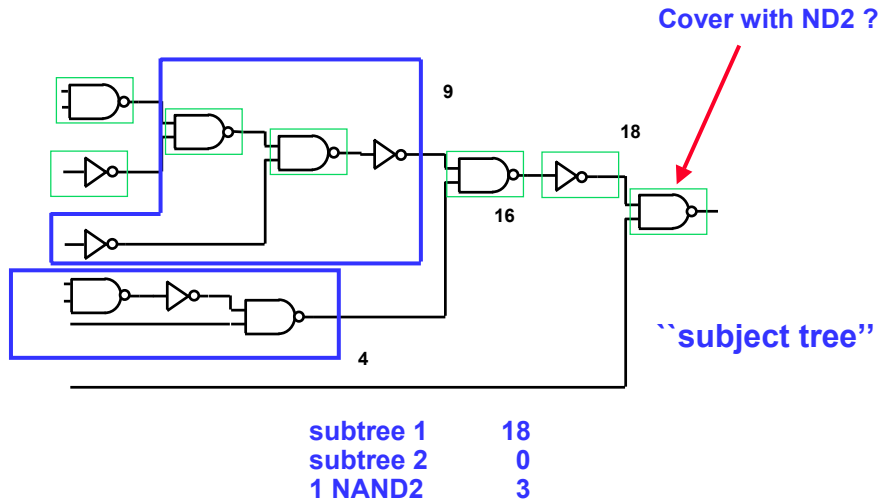 Cover with ND2 ?
9
18
16
4
``subject tree’’
subtree 1 18
subtree 2 0
1 NAND2 3